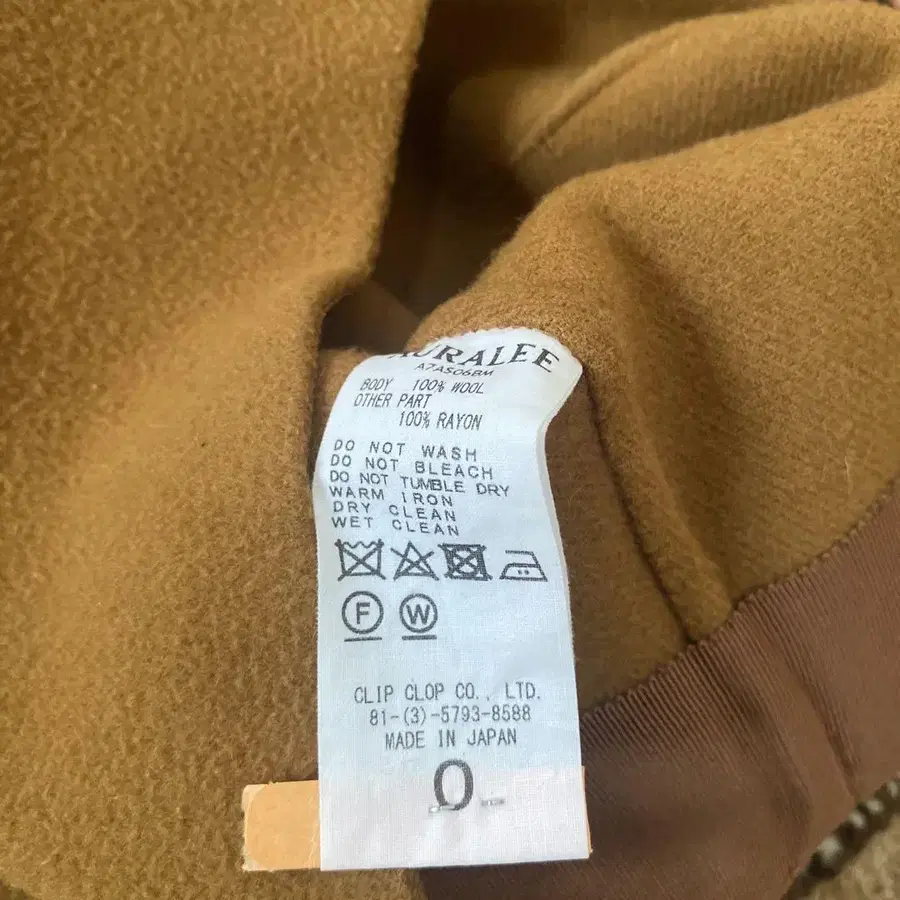 AURALEE
A7AS06BM
BODY 100% WOOL
OTHER PART
100% RAYON
DO NOT WASH
DO NOT BLEACH
DO NOT TUMBLE DRY
WARM IRON
DRY CLEAN
WET CLEAN
F W
CLIP CLOP CO., LTD.
81-(3)-5793-8588
MADE IN JAPAN
0